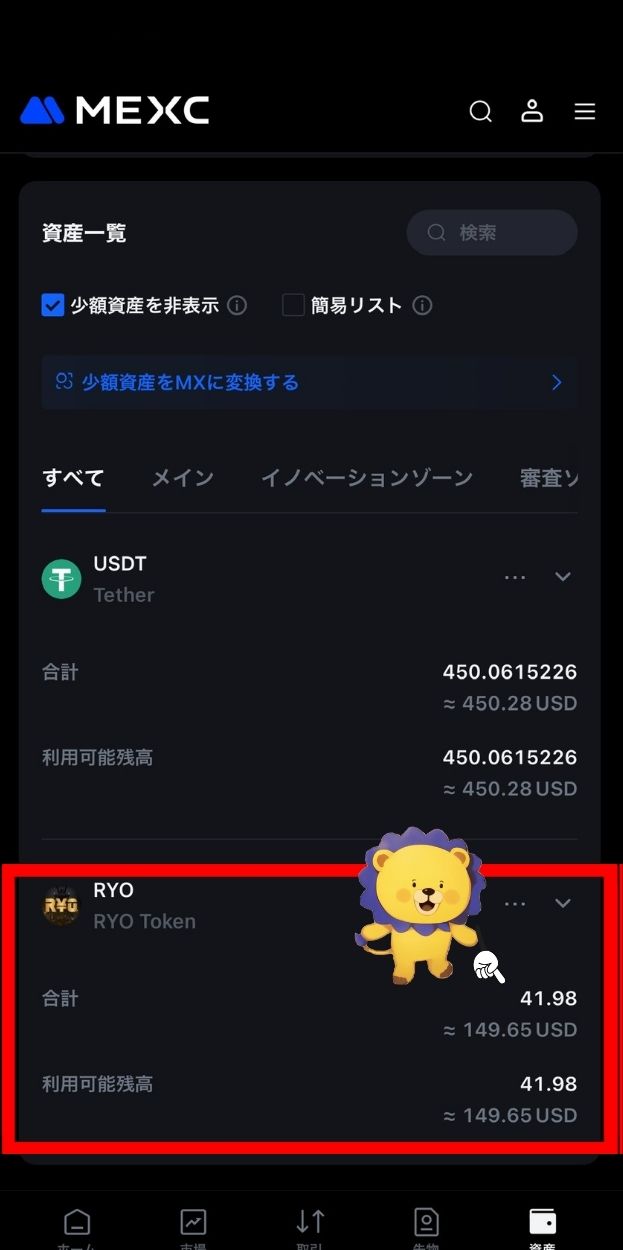 MEXC
資産一覧
検索
少額資産を非表示 簡易リスト
少額資産をMXに変換する
すべて メイン イノベーションゾーン 審査ソ
USDT
Tether
合計 450.0615226
≈ 450.28 USD
利用可能残高 450.0615226
≈ 450.28 USD
RYO
RYO
RYO Token
合計 41.98
≈ 149.65 USD
利用可能残高 41.98
≈ 149.65 USD
ホーム 市場 取引 先物 資産